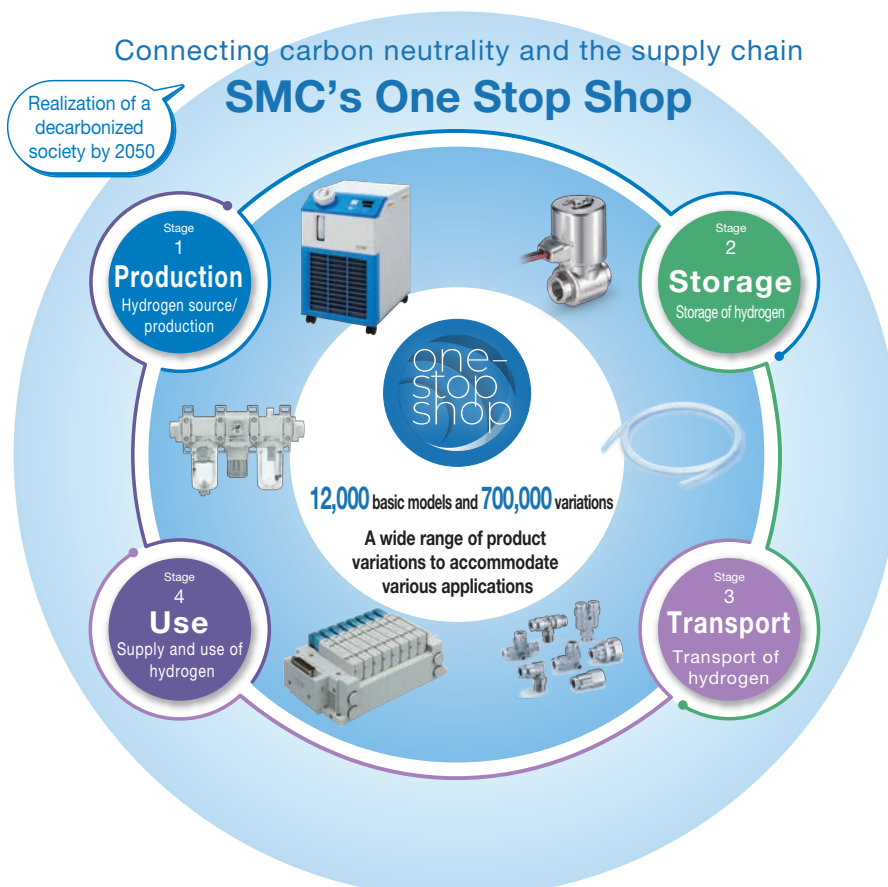 Connecting carbon neutrality and the supply chain
SMC's One Stop Shop
Realization of a
decarbonized
society by 2050
Stage
1
Production
Hydrogen source/
production
Stage
2
Storage
Storage of hydrogen
one-
stop
shop
12,000 basic models and 700,000 variations
A wide range of product
variations to accommodate
various applications
Stage
4
Use
Supply and use of
hydrogen
Stage
3
Transport
Transport of
hydrogen